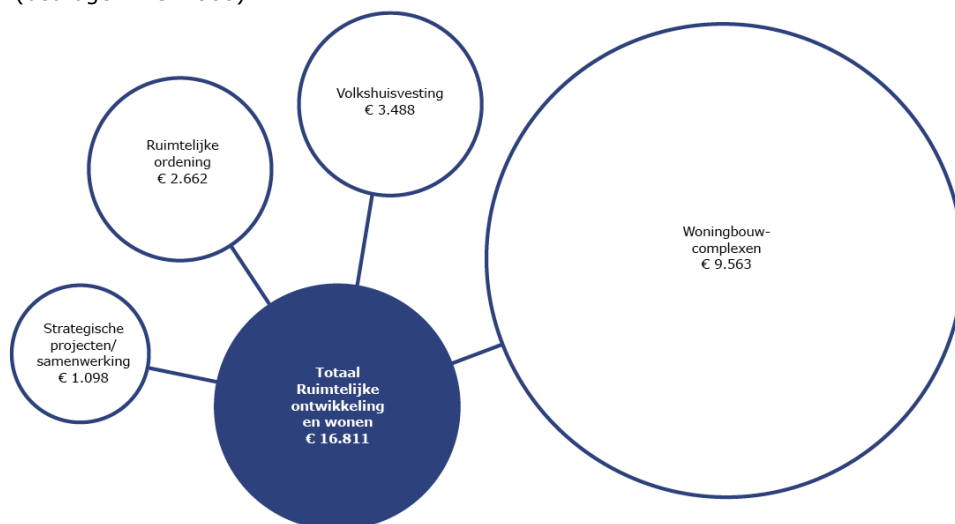 Volkshuisvesting
€ 3.488
Ruimtelijke
ordening
€ 2.662
Woningbouw-
complexen
€ 9.563
Strategische
projecten/
samenwerking
€ 1.098
Totaal
Ruimtelijke
ontwikkeling
en wonen
€ 16.811